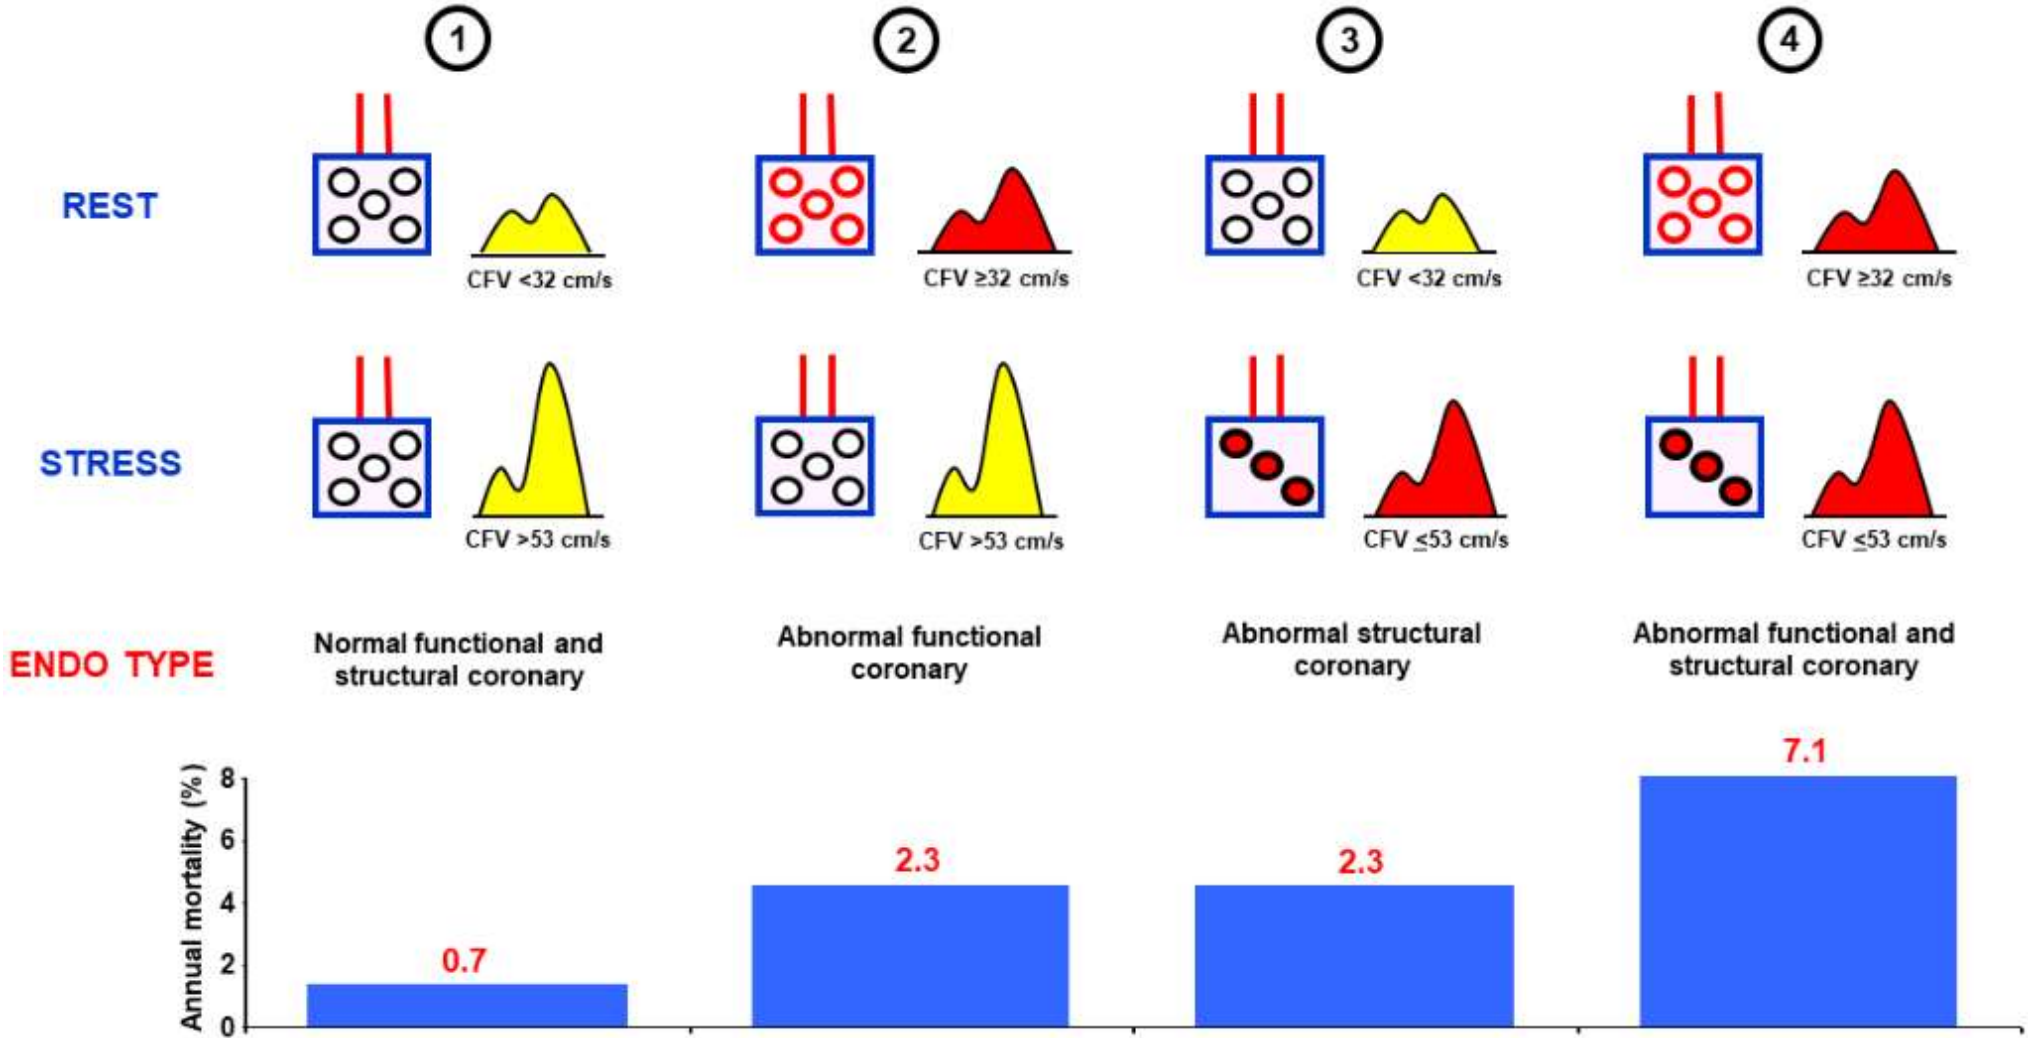 1
2
3
4
REST
CFV <32 cm/s
CFV ≥32 cm/s
CFV <32 cm/s
CFV ≥32 cm/s
STRESS
CFV >53 cm/s
CFV >53 cm/s
CFV ≤53 cm/s
CFV ≤53 cm/s
ENDO TYPE
Normal functional and
structural coronary
Abnormal functional
coronary
Abnormal structural
coronary
Abnormal functional and
structural coronary
Annual mortality (%)
8
6
4
2
0
0.7
2.3
2.3
7.1